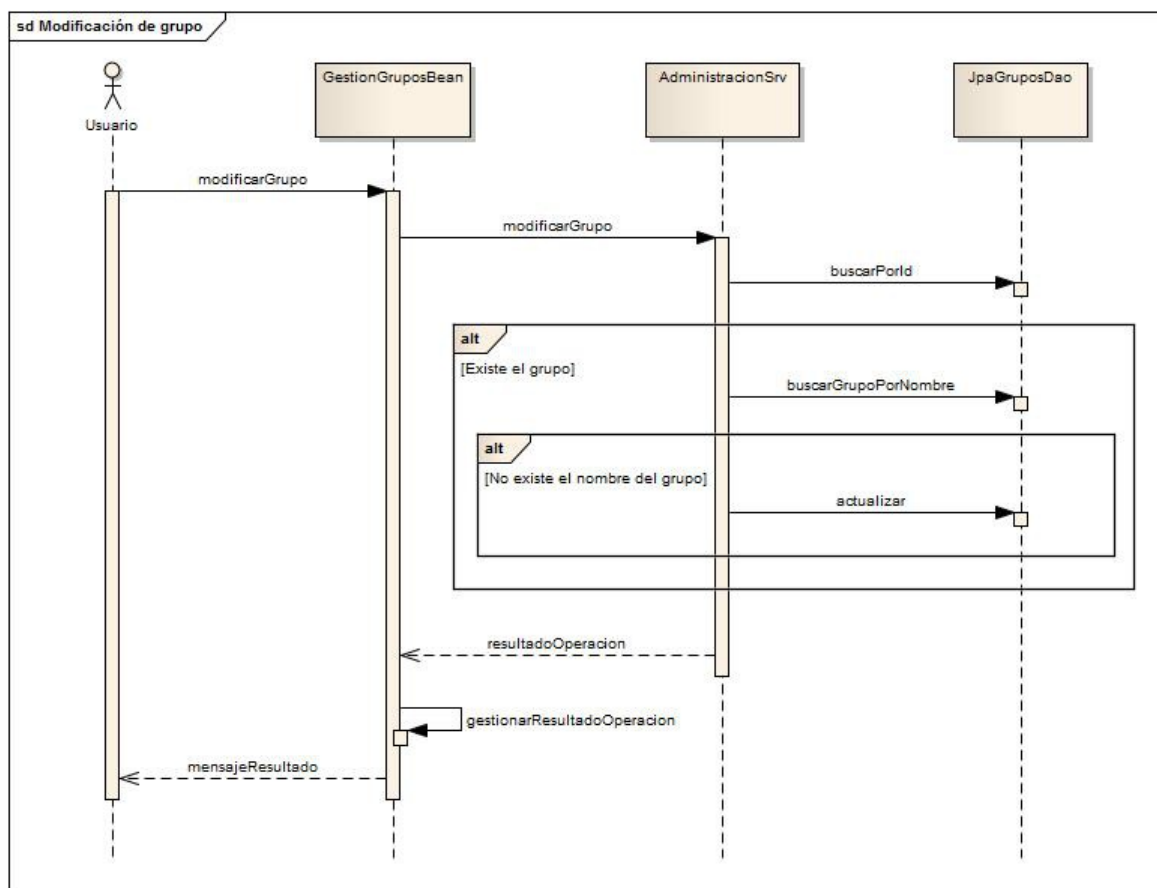 sd Modificación de grupo
Usuario
GestionGruposBean
AdministracionSrv
JpaGruposDao
modificarGrupo
modificarGrupo
buscarPorId
alt
[Existe el grupo]
buscarGrupoPorNombre
alt
[No existe el nombre del grupo]
actualizar
resultadoOperacion
gestionarResultadoOperacion
mensajeResultado